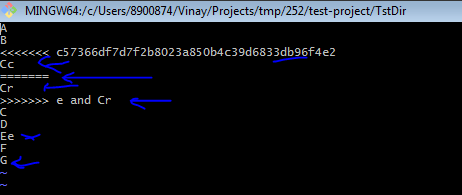 MINGW64:/c/Users/8900874/Vinay/Projects/tmp/252/test-project/TstDir
A
B
<<<<<<< c57366df7d7f2b8023a850b4c39d6833db96f4e2
Cc
=======
Cr
>>>>>>> e and Cr
C
D
Ee
F
G
~
~